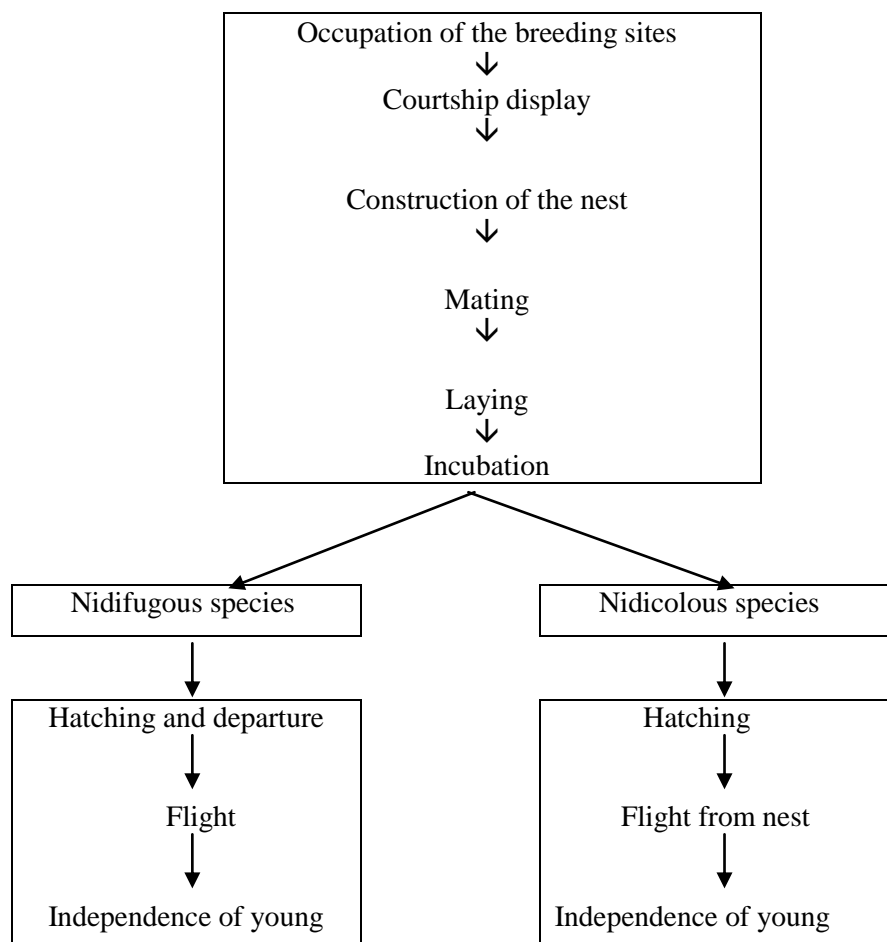 Occupation of the breeding sites
Courtship display
Construction of the nest
Mating
Laying
Incubation
Nidifugous species
Nidicolous species
Hatching and departure
Hatching
Flight
Flight from nest
Independence of young
Independence of young